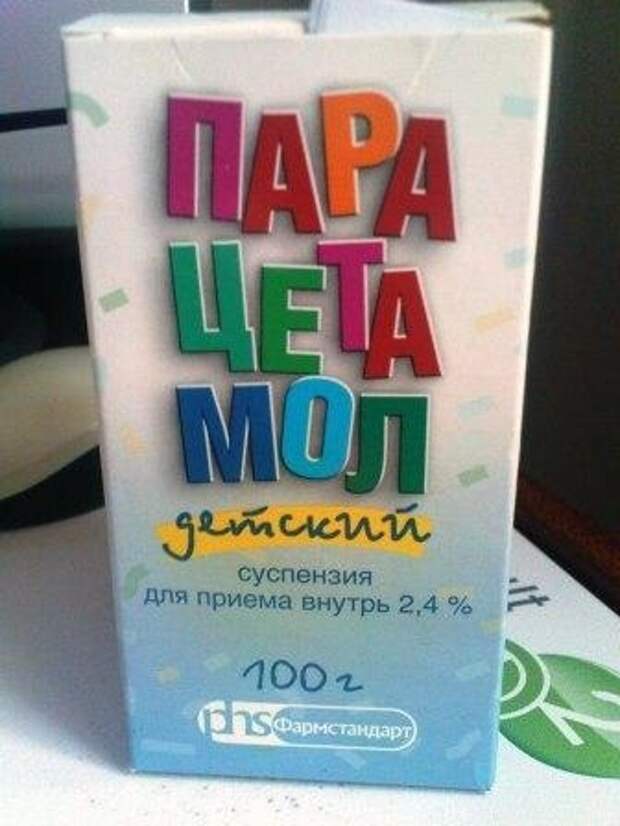 ПАРА
ЦЕТА
МОЛ
детский
суспензия
для приема внутрь 2,4 %
100 г
phs Фармстандарт